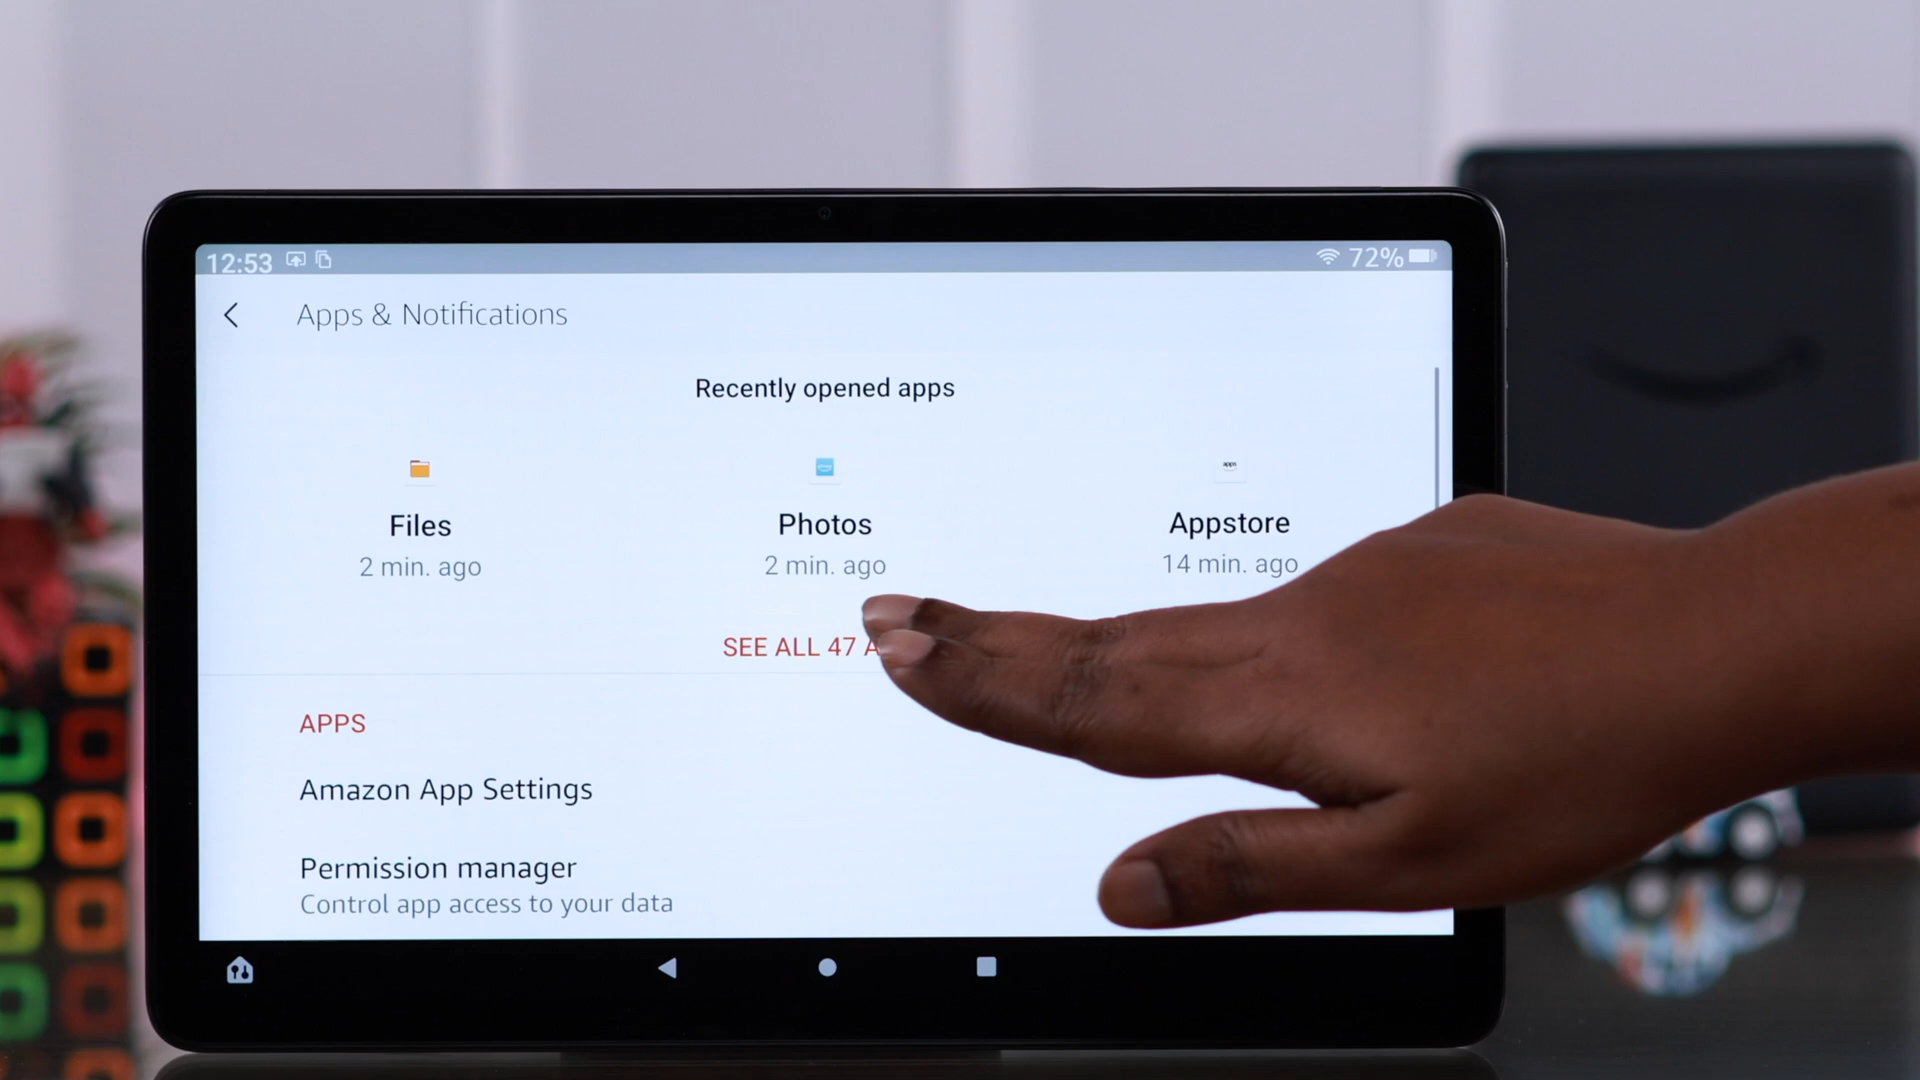 12:53
72%
Apps & Notifications
Recently opened apps
Files
Photos
Appstore
2 min. ago
2 min. ago
14 min. ago
SEE ALL 47 A
APPS
Amazon App Settings
Permission manager
Control app access to your data